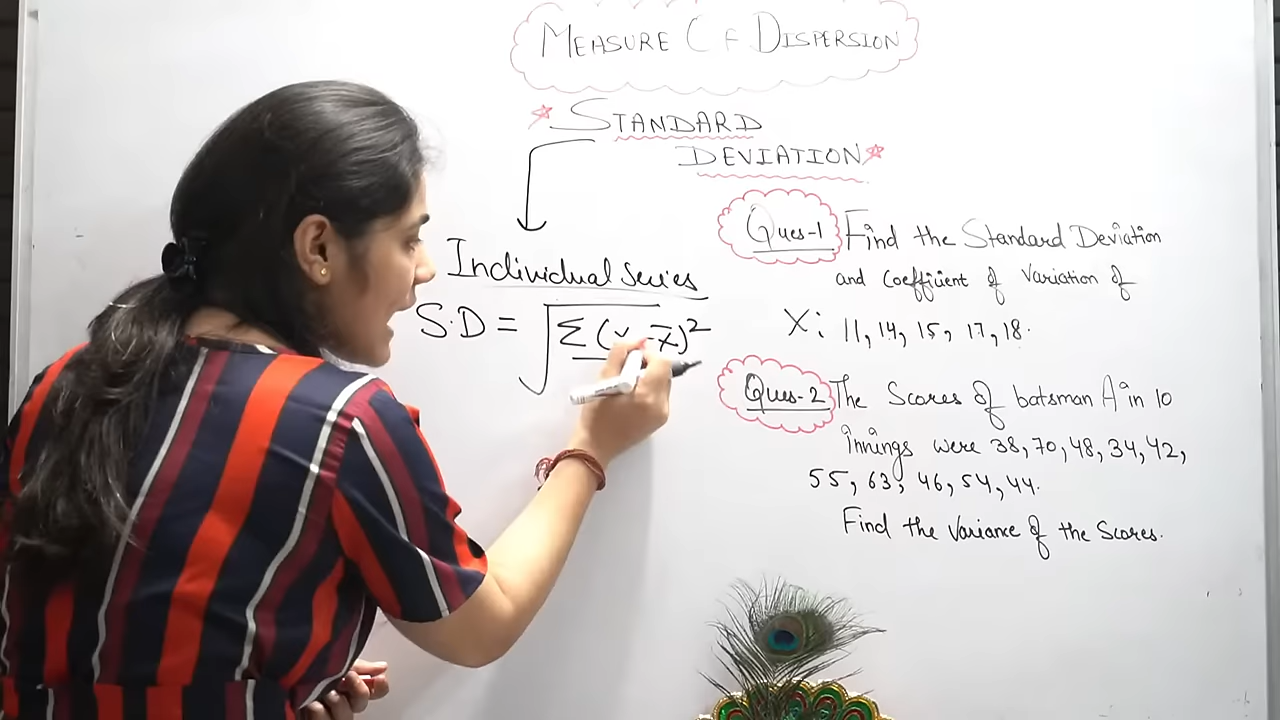 MEASURE OF DISPERSION
STANDARD
DEVIATION
Individual Series
S.D = √Σ(x-x̄)²
Ques-1 Find the Standard Deviation
and Coefficient of Variation of
X: 11, 14, 15, 17, 18.
Ques-2 The Scores of batsman A in 10
innings were 38, 70, 48, 34, 42,
55, 63, 46, 54, 44.
Find the Variance of the Scores.